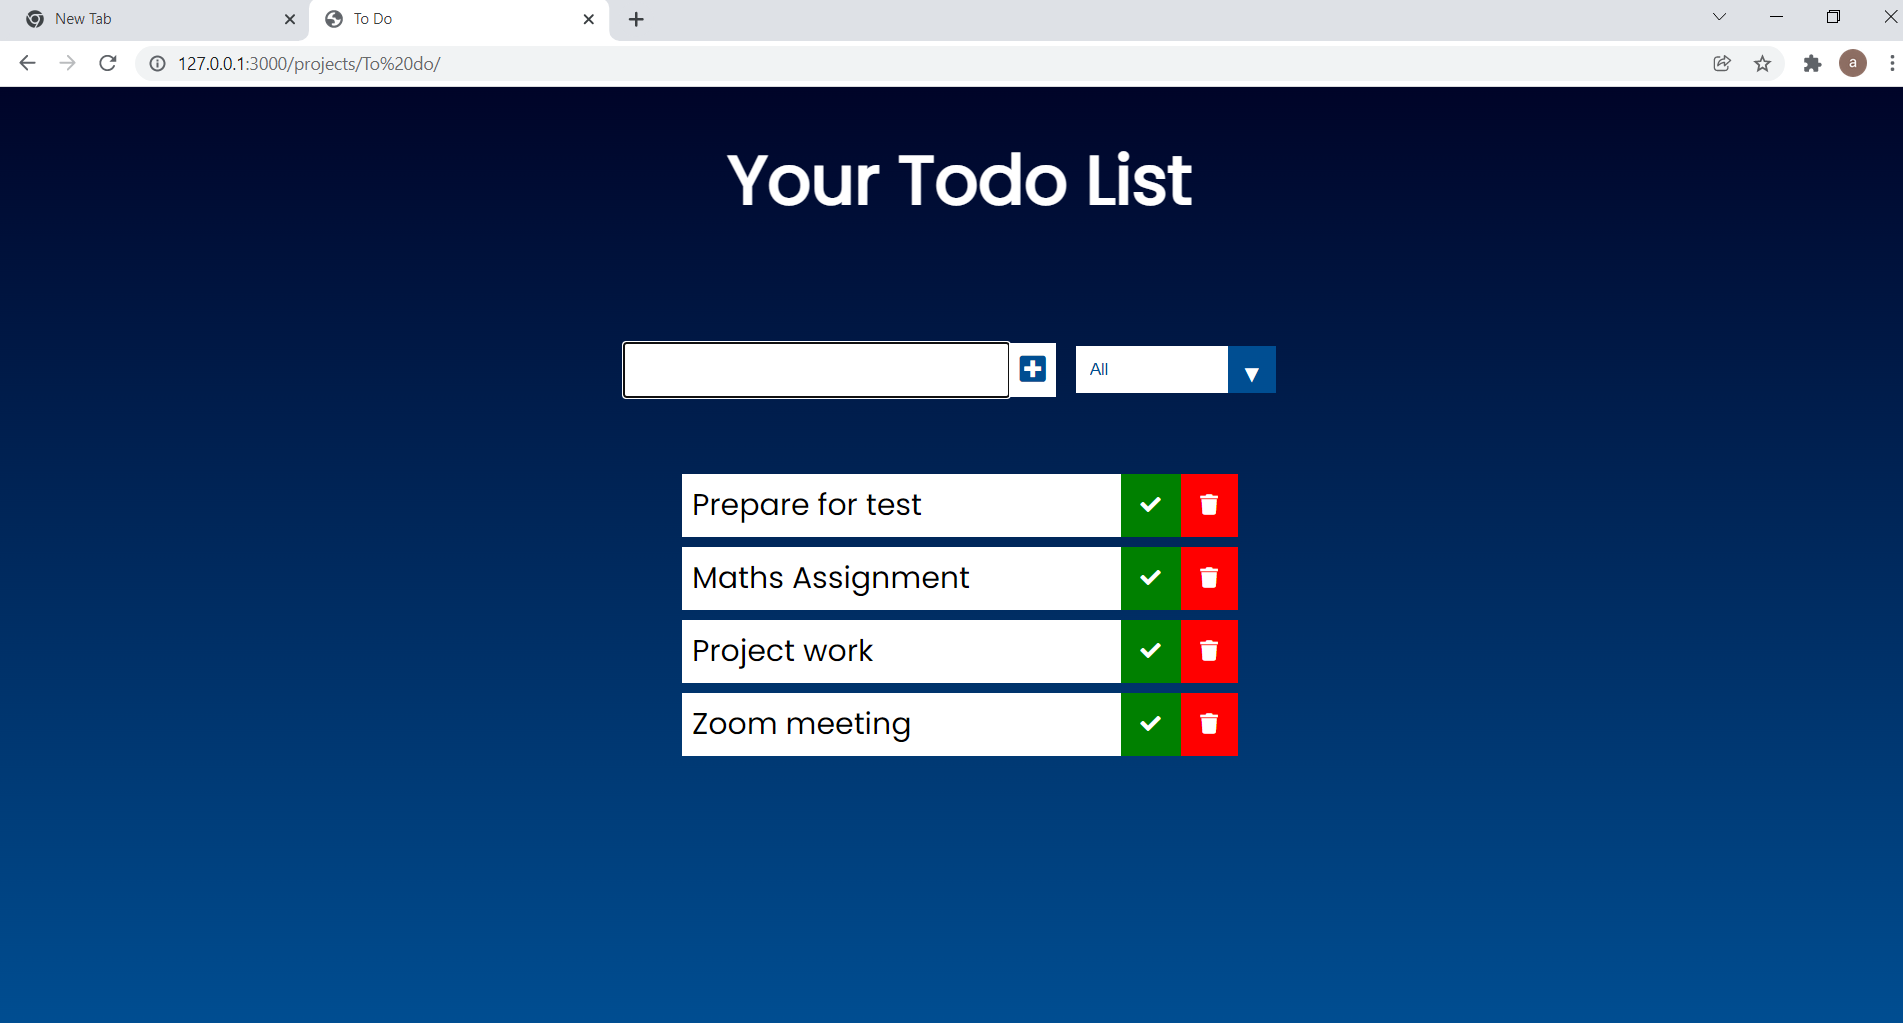 New Tab
To Do
127.0.0.1:3000/projects/To%20do/
a
Your Todo List
All
Prepare for test
Maths Assignment
Project work
Zoom meeting